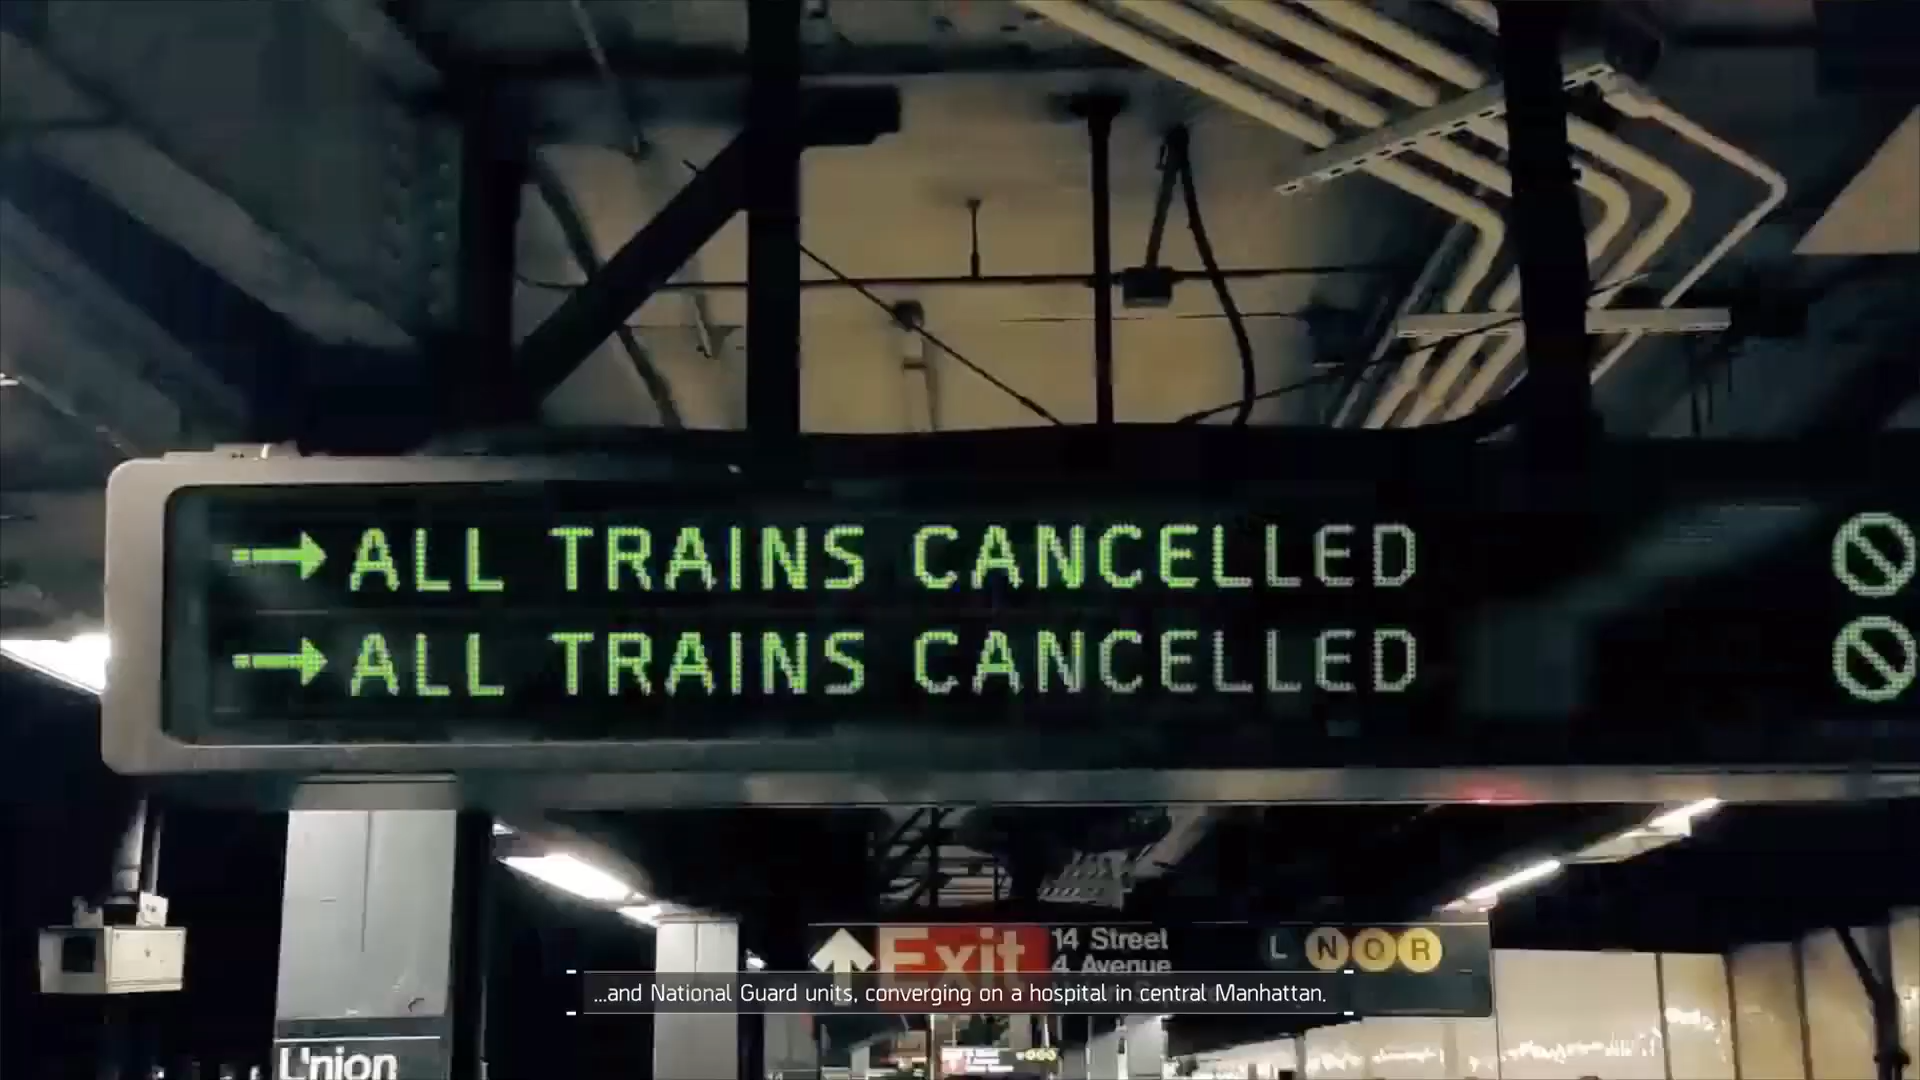 → ALL TRAINS CANCELLED
→ ALL TRAINS CANCELLED
Exit
14 Street
4 Avenue
L N Q R
...and National Guard units, converging on a hospital in central Manhattan.
Union